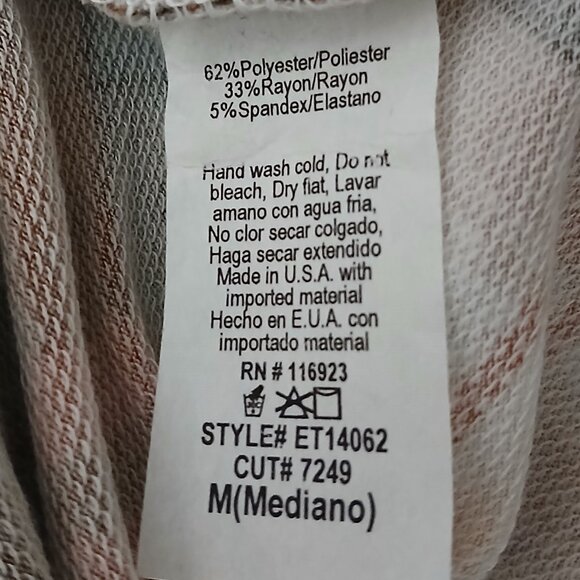 62%Polyester/Poliester
33%Rayon/Rayon
5%Spandex/Elastano
Hand wash cold, Do not
bleach, Dry flat, Lavar
amano con agua fria,
No clor secar colgado,
Haga secar extendido
Made in U.S.A. with
imported material
Hecho en E.U.A. con
importado material
RN # 116923
STYLE# ET14062
CUT# 7249
M(Mediano)